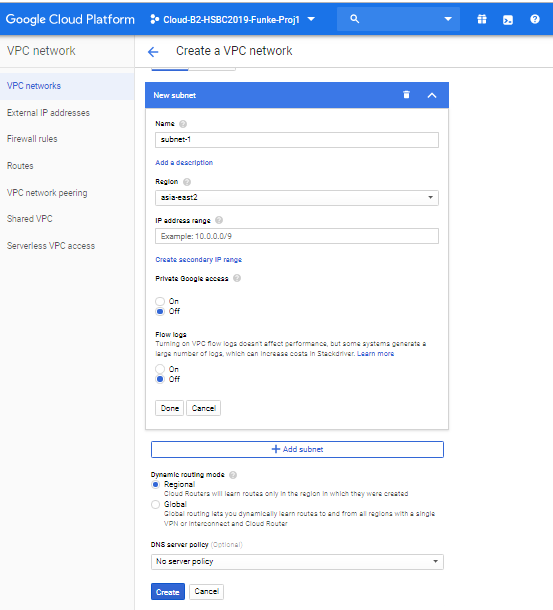 Google Cloud Platform
Cloud-B2-HSBC2019-Funke-Proj1
VPC network
Create a VPC network
VPC networks
External IP addresses
Firewall rules
Routes
VPC network peering
Shared VPC
Serverless VPC access
New subnet
Name
subnet-1
Add a description
Region
asia-east2
IP address range
Example: 10.0.0.0/9
Create secondary IP range
Private Google access
On
Off
Flow logs
Turning on VPC flow logs doesn't affect performance, but some systems generate a
large number of logs, which can increase costs in Stackdriver. Learn more
On
Off
Done Cancel
Add subnet
Dynamic routing mode
Regional
Cloud Routers will learn routes only in the region in which they were created
Global
Global routing lets you dynamically learn routes to and from all regions with a single
VPN or interconnect and Cloud Router
DNS server policy (Optional)
No server policy
Create Cancel